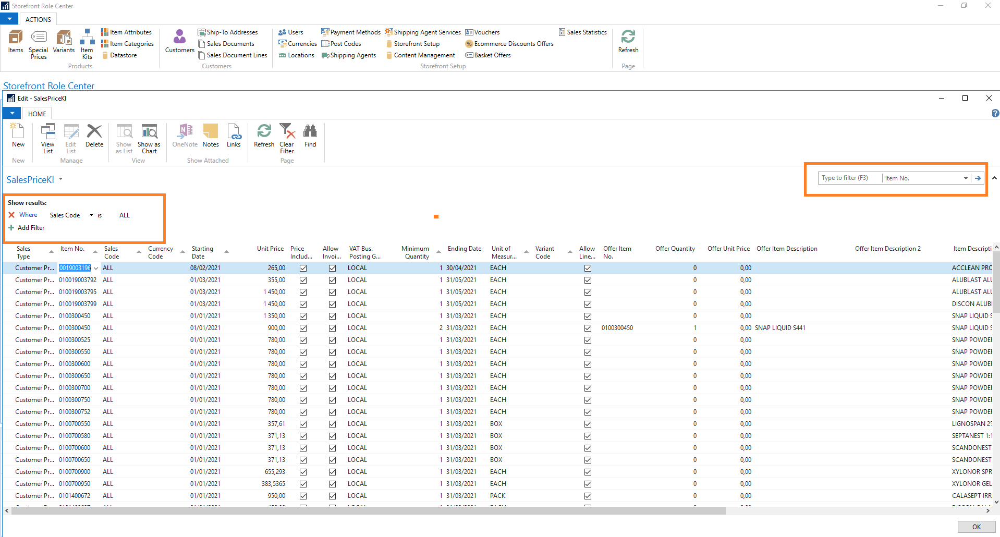 Storefront Role Center
ACTIONS
Items
Special Prices
Variants
Item Kits
Item Attributes
Item Categories
Datastore
Products
Customers
Ship-To Addresses
Sales Documents
Sales Document Lines
Customers
Users
Currencies
Locations
Payment Methods
Post Codes
Shipping Agents
Shipping Agent Services
Storefront Setup
Content Management
Vouchers
Ecommerce Discounts Offers
Basket Offers
Storefront Setup
Sales Statistics
Refresh
Page
Storefront Role Center
Edit - SalesPriceKI
HOME
New
View List
Edit List
Delete
Show as List
Show as Chart
OneNote
Notes
Links
Refresh
Clear Filter
Find
New
Manage
View
Show Attached
Page
SalesPriceKI
Type to filter (F3) Item No.
Show results:
Where Sales Code is ALL
Add Filter
Sales Type Item No. Sales Code Currency Code Starting Date Unit Price Price Includ... Allow Invoi... VAT Bus. Posting G... Minimum Quantity Ending Date Unit of Measur... Variant Code Allow Line... Offer Item No. Offer Quantity Offer Unit Price Offer Item Description Offer Item Description 2 Item Descripti
Customer Pr... 0019003196 ALL 08/02/2021 265,00 LOCAL 1 30/04/2021 EACH 0 0,00 ACCLEAN PRO
Customer Pr... 010019003792 ALL 01/03/2021 355,00 LOCAL 1 31/05/2021 EACH 0 0,00 ALUBLAST ALU
Customer Pr... 010019003795 ALL 01/03/2021 1 450,00 LOCAL 1 31/05/2021 EACH 0 0,00 ALUBLAST ALU
Customer Pr... 010019003799 ALL 01/03/2021 1 450,00 LOCAL 1 31/05/2021 EACH 0 0,00 DISCON ALUBI
Customer Pr... 0100300450 ALL 01/01/2021 1 350,00 LOCAL 1 31/03/2021 EACH 0 0,00 SNAP LIQUID S
Customer Pr... 0100300450 ALL 01/01/2021 900,00 LOCAL 2 31/03/2021 EACH 0100300450 1 0,00 SNAP LIQUID S441 SNAP LIQUID S
Customer Pr... 0100300525 ALL 01/01/2021 780,00 LOCAL 1 31/03/2021 EACH 0 0,00 SNAP POWDER
Customer Pr... 0100300550 ALL 01/01/2021 780,00 LOCAL 1 31/03/2021 EACH 0 0,00 SNAP POWDER
Customer Pr... 0100300600 ALL 01/01/2021 780,00 LOCAL 1 31/03/2021 EACH 0 0,00 SNAP POWDER
Customer Pr... 0100300650 ALL 01/01/2021 780,00 LOCAL 1 31/03/2021 EACH 0 0,00 SNAP POWDER
Customer Pr... 0100300700 ALL 01/01/2021 780,00 LOCAL 1 31/03/2021 EACH 0 0,00 SNAP POWDER
Customer Pr... 0100300750 ALL 01/01/2021 780,00 LOCAL 1 31/03/2021 EACH 0 0,00 SNAP POWDER
Customer Pr... 0100300752 ALL 01/01/2021 780,00 LOCAL 1 31/03/2021 EACH 0 0,00 SNAP POWDER
Customer Pr... 0100700550 ALL 01/01/2021 357,61 LOCAL 1 31/03/2021 BOX 0 0,00 LIGNOSPAN 2%
Customer Pr... 0100700580 ALL 01/01/2021 371,13 LOCAL 1 31/03/2021 BOX 0 0,00 SEPTANEST 1:1
Customer Pr... 0100700600 ALL 01/01/2021 371,13 LOCAL 1 31/03/2021 BOX 0 0,00 SCANDONEST
Customer Pr... 0100700650 ALL 01/01/2021 371,13 LOCAL 1 31/03/2021 BOX 0 0,00 SCANDONEST
Customer Pr... 0100700900 ALL 01/01/2021 655,293 LOCAL 1 31/03/2021 EACH 0 0,00 XYLONOR SPR
Customer Pr... 0100700950 ALL 01/01/2021 383,5365 LOCAL 1 31/03/2021 EACH 0 0,00 XYLONOR GEL
Customer Pr... 0101400672 ALL 01/01/2021 950,00 LOCAL 1 31/03/2021 PACK 0 0,00 CALASEPT IRR
OK